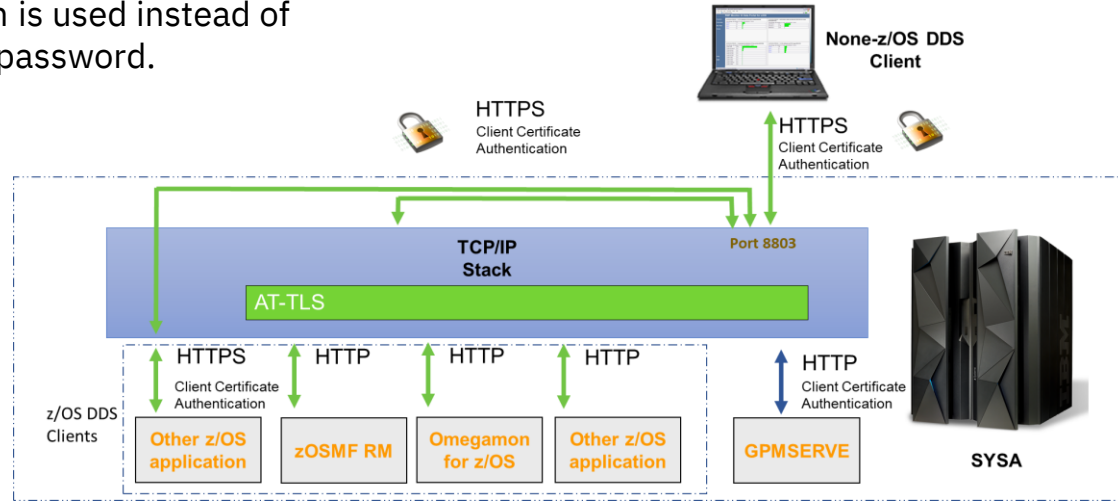 n is used instead of
password.
None-z/OS DDS
Client
HTTPS
Client Certificate
Authentication
HTTPS
Client Certificate
Authentication
TCP/IP
Stack
Port 8803
AT-TLS
HTTPS
Client Certificate
Authentication
HTTP
HTTP
HTTP
HTTP
Client Certificate
Authentication
z/OS DDS
Clients
Other z/OS
application
zOSMF RM
Omegamon
for z/OS
Other z/OS
application
GPMSERVE
IBM
SYSA